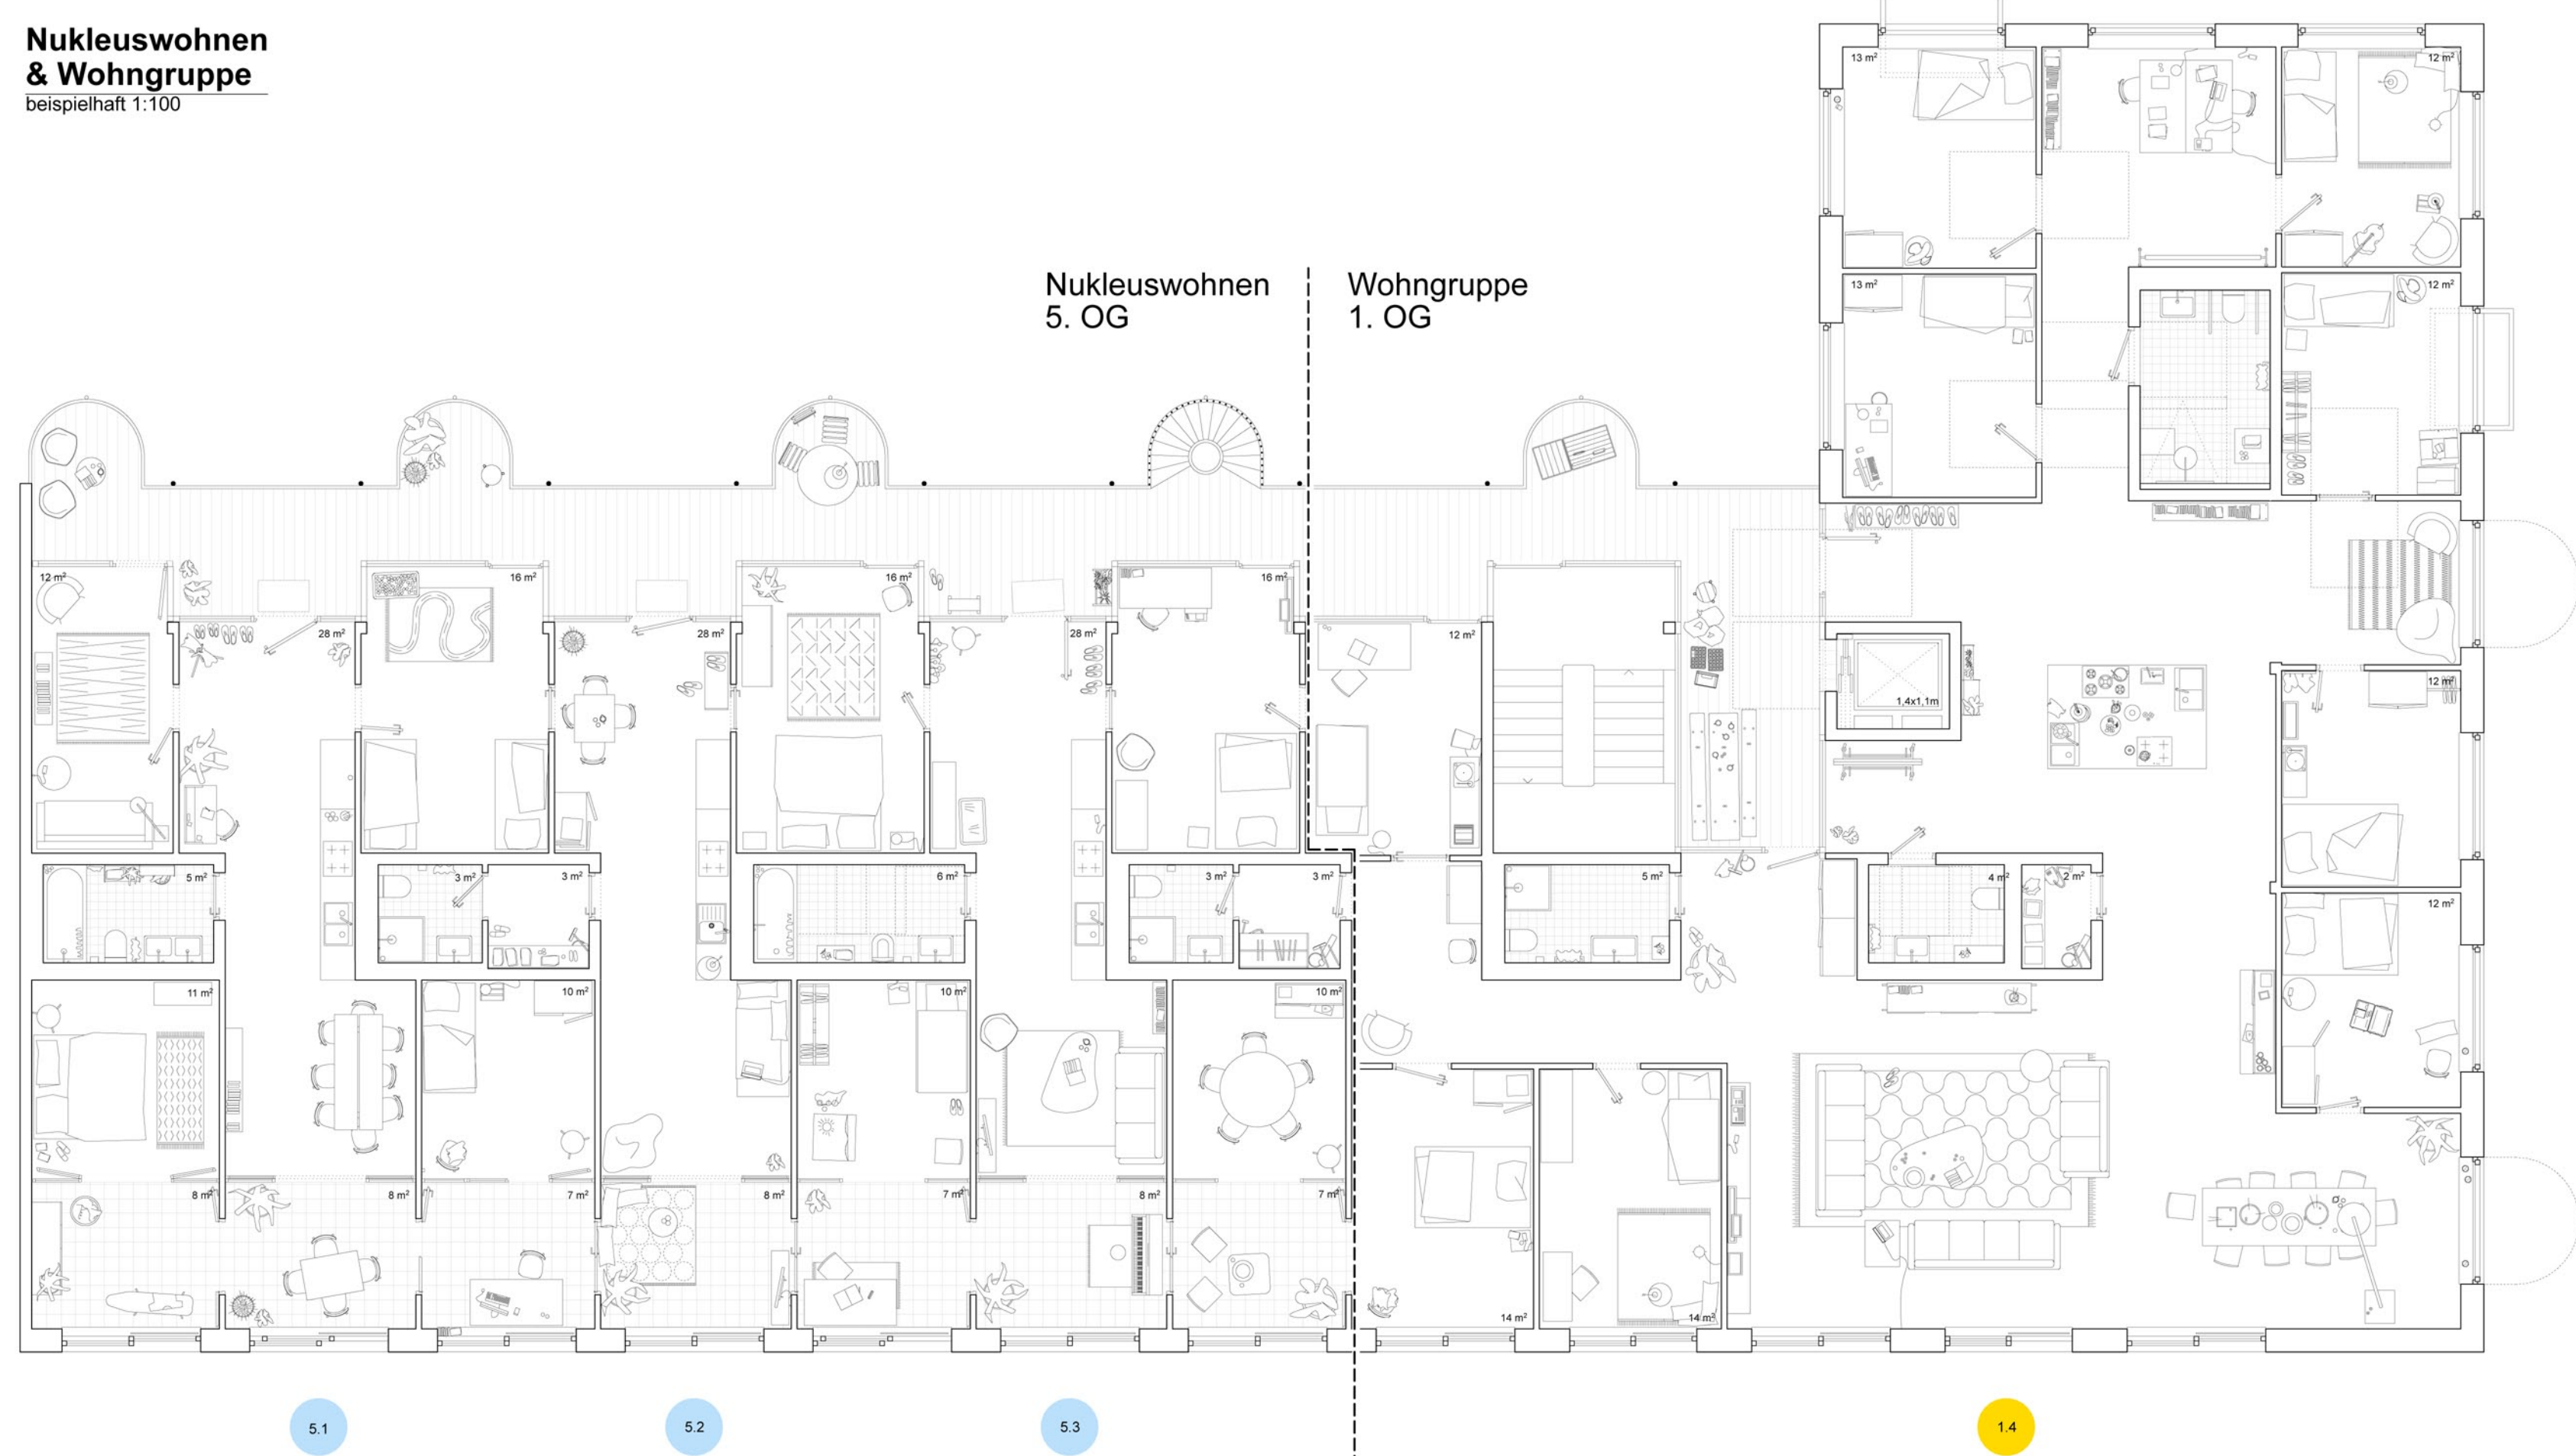 Nukleuswohnen
& Wohngruppe
beispielhaft 1:100
Nukleuswohnen
5. OG
Wohngruppe
1. OG
13 m²
12 m²
13 m²
12 m²
12 m²
16 m²
16 m²
16 m²
28 m²
28 m²
28 m²
12 m²
1,4x1,1m
12 m²
5 m²
3 m²
3 m²
6 m²
3 m²
3 m²
5 m²
4 m²
2 m²
12 m²
11 m²
10 m²
10 m²
10 m²
8 m²
8 m²
7 m²
8 m²
7 m²
8 m²
7 m²
14 m²
14 m²
5.1
5.2
5.3
1.4